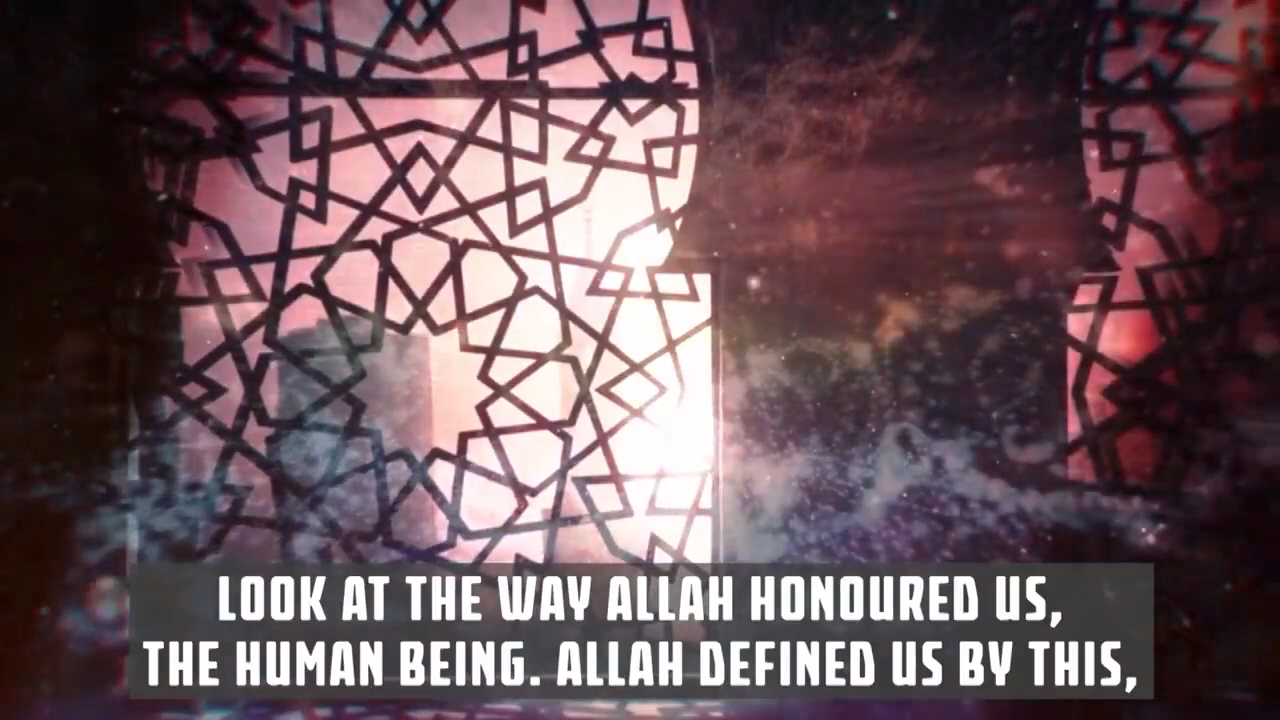 LOOK AT THE WAY ALLAH HONOURED US,
THE HUMAN BEING. ALLAH DEFINED US BY THIS,